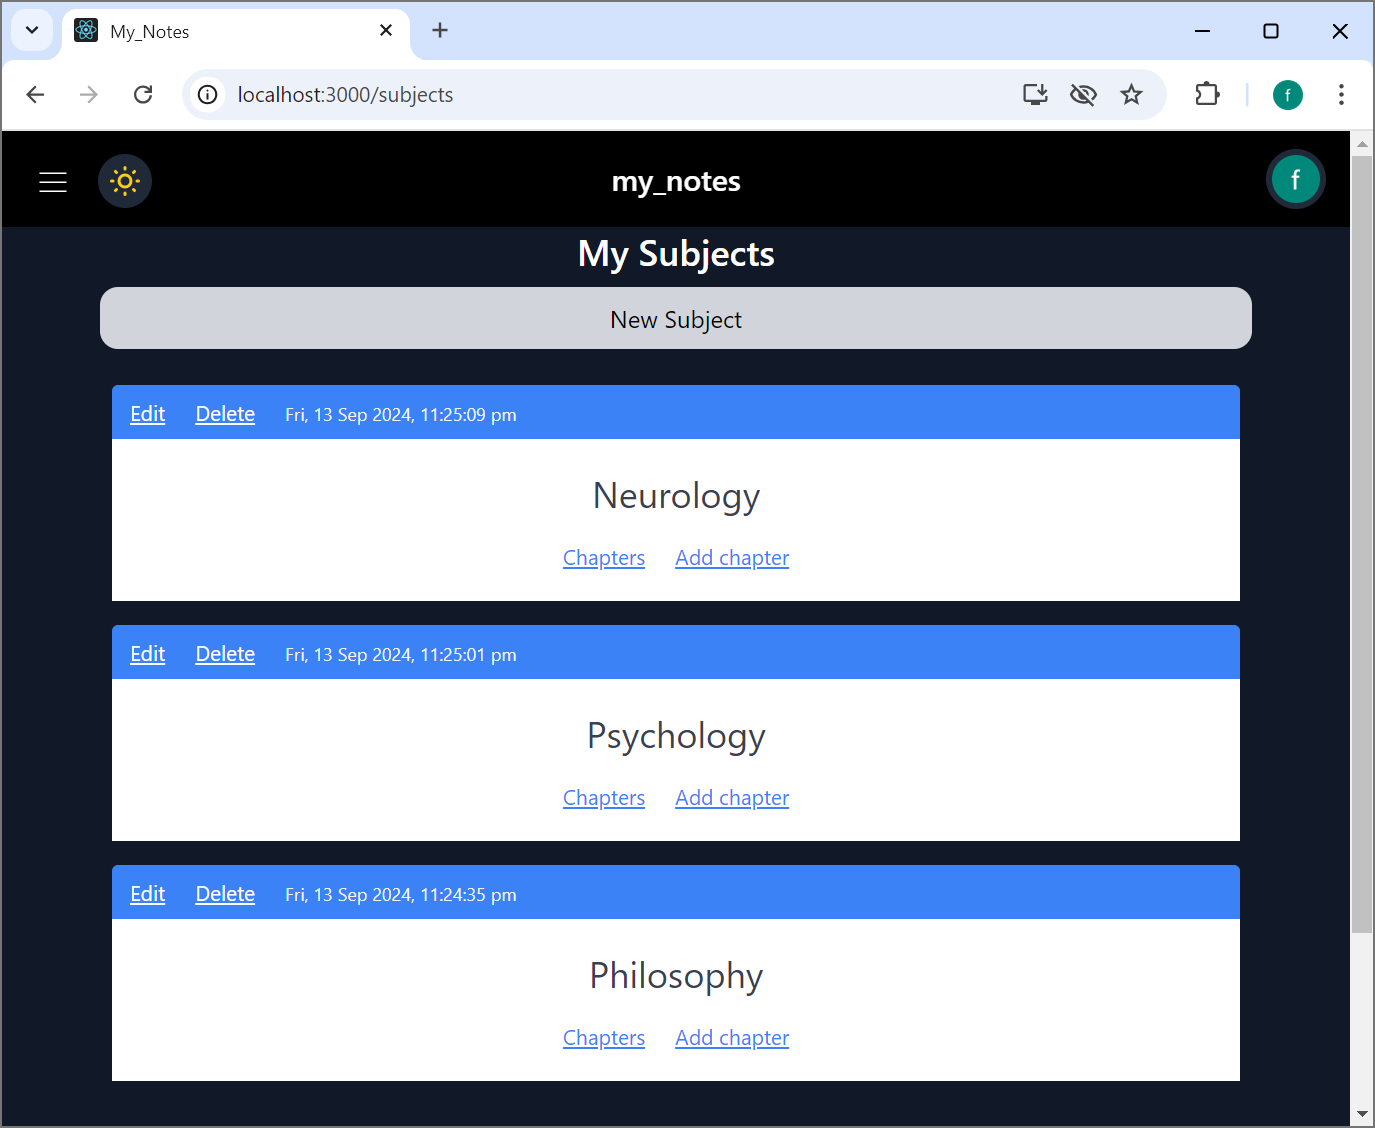 My_Notes
localhost:3000/subjects
f
my_notes
f
My Subjects
New Subject
Edit Delete Fri, 13 Sep 2024, 11:25:09 pm
Neurology
Chapters Add chapter
Edit Delete Fri, 13 Sep 2024, 11:25:01 pm
Psychology
Chapters Add chapter
Edit Delete Fri, 13 Sep 2024, 11:24:35 pm
Philosophy
Chapters Add chapter